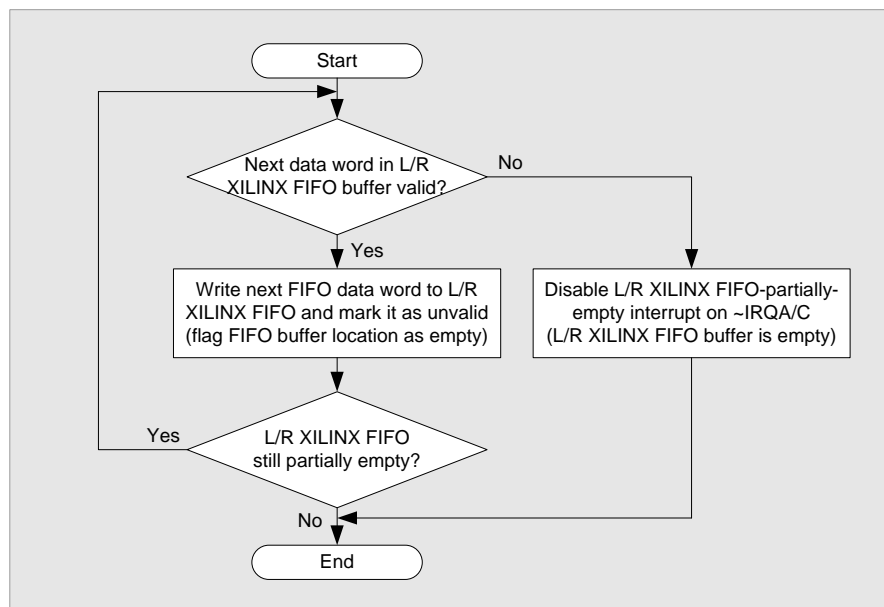 Start
Next data word in L/R
XILINX FIFO buffer valid?
No
Yes
Write next FIFO data word to L/R
XILINX FIFO and mark it as unvalid
(flag FIFO buffer location as empty)
Disable L/R XILINX FIFO-partially-
empty interrupt on ~IRQA/C
(L/R XILINX FIFO buffer is empty)
Yes
L/R XILINX FIFO
still partially empty?
No
End